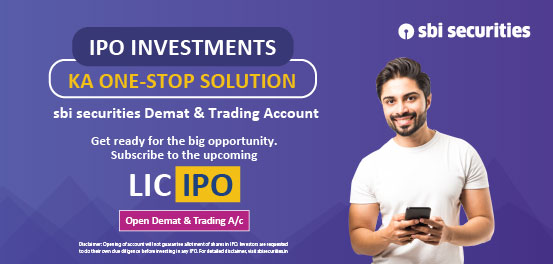 sbi securities
IPO INVESTMENTS
KA ONE-STOP SOLUTION
sbi securities Demat & Trading Account
Get ready for the big opportunity.
Subscribe to the upcoming
LIC IPO
Open Demat & Trading A/c
Disclaimer: Opening of account will not guarantee allotment of shares in IPO. Investors are requested
to do their own due diligence before investing in any IPO. For detailed disclaimer, visit sbisecurities.in